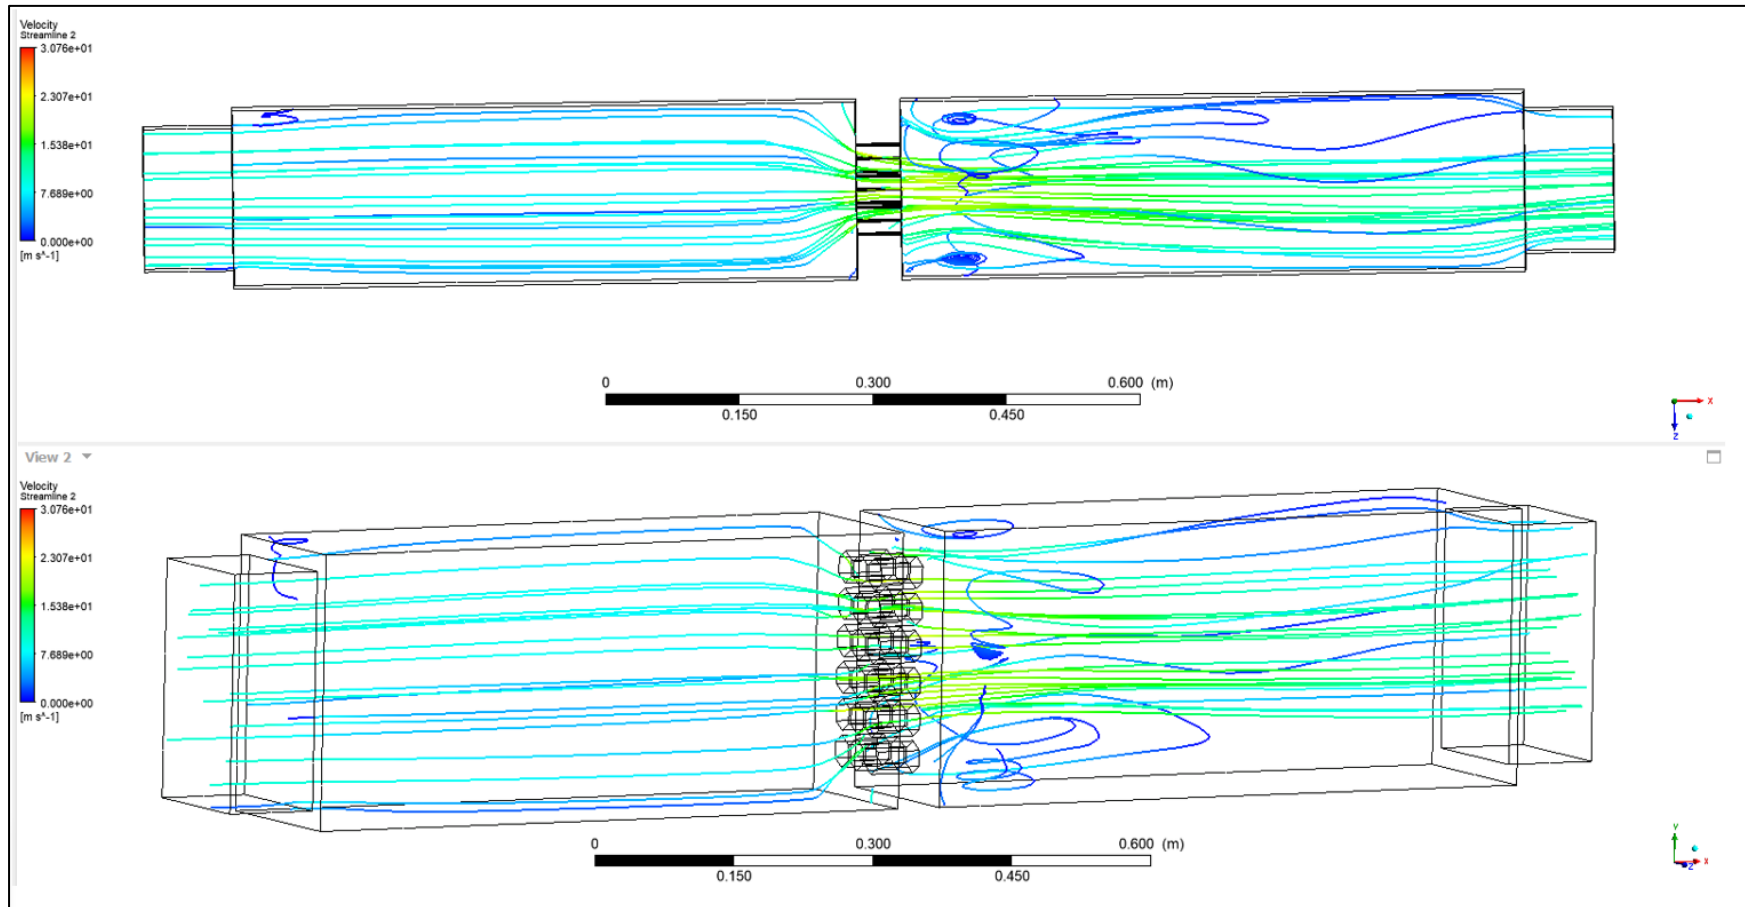 Velocity
Streamline 2
3.076e+01
2.307e+01
1.538e+01
7.689e+00
0.000e+00
[m s^-1]
0 0.300 0.600 (m)
0.150 0.450
X
Z
View 2
Velocity
Streamline 2
3.076e+01
2.307e+01
1.538e+01
7.689e+00
0.000e+00
[m s^-1]
0 0.300 0.600 (m)
0.150 0.450
Y
X
Z